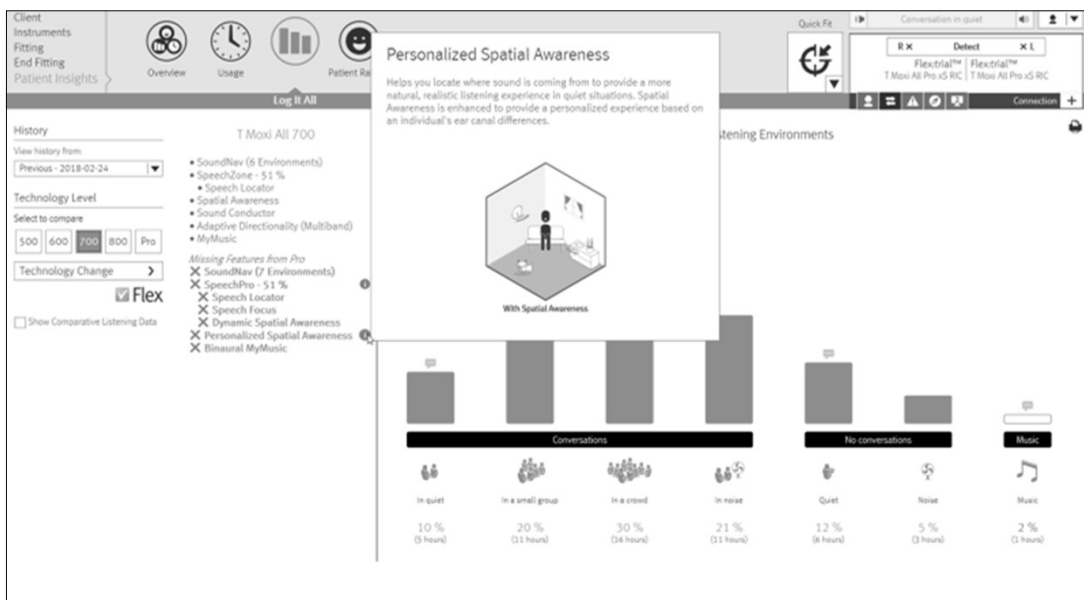 Client
Instruments
Fitting
End Fitting
Patient Insights
Overview
Usage
Patient Ra
Log It All
Quick Fit
Conversation in quiet
R X Detect X L
Flex:trial™ Flex:trial™
T Moxi All Pro xS RIC T Moxi All Pro xS RIC
Connection +
History
View history from:
Previous - 2018-02-24
Technology Level
Select to compare
500 600 700 800 Pro
Technology Change >
Flex
Show Comparative Listening Data
T Moxi All 700
• SoundNav (6 Environments)
• SpeechZone - 51 %
• Speech Locator
• Spatial Awareness
• Sound Conductor
• Adaptive Directionality (Multiband)
• MyMusic
Missing Features from Pro
X SoundNav (7 Environments)
X SpeechPro - 51 %
X Speech Locator
X Speech Focus
X Dynamic Spatial Awareness
X Personalized Spatial Awareness
X Binaural MyMusic
Personalized Spatial Awareness
Helps you locate where sound is coming from to provide a more
natural, realistic listening experience in quiet situations. Spatial
Awareness is enhanced to provide a personalized experience based on
an individual's ear canal differences.
With Spatial Awareness
stening Environments
Conversations No conversations Music
In quiet In a small group In a crowd In noise Quiet Noise Music
10 % 20 % 30 % 21 % 12 % 5 % 2 %
(5 hours) (11 hours) (16 hours) (11 hours) (6 hours) (3 hours) (1 hours)